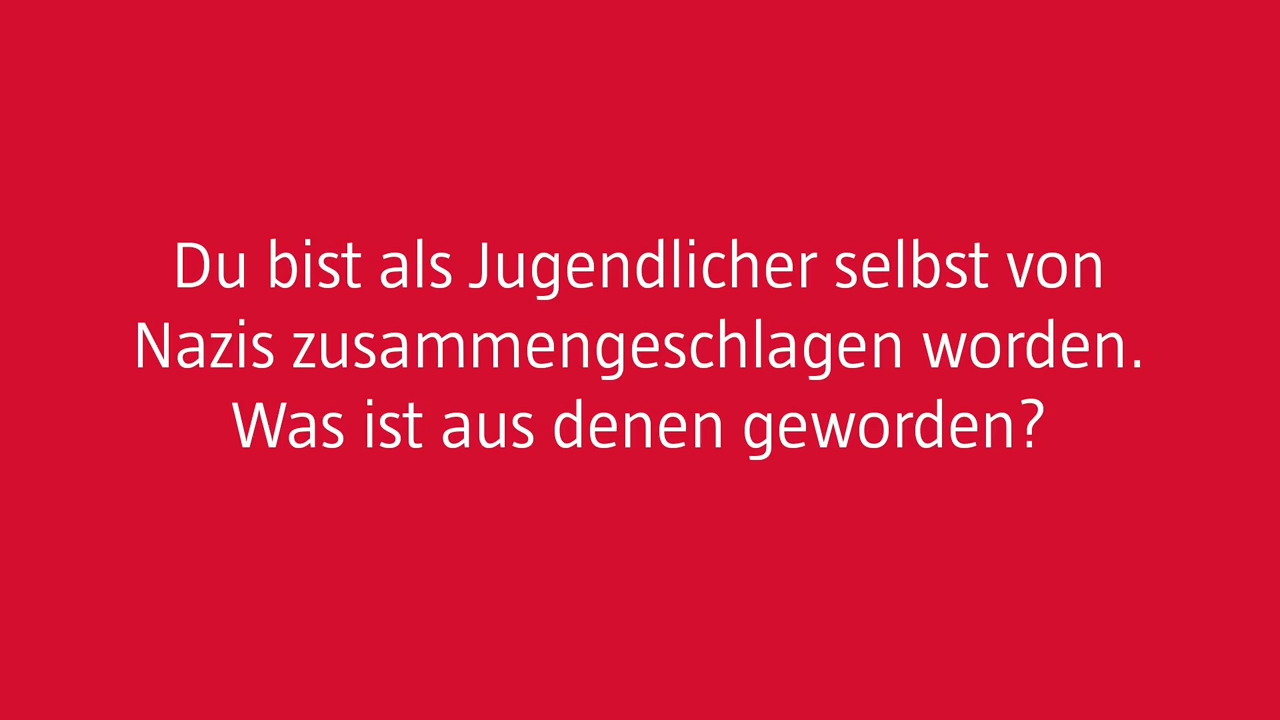 Du bist als Jugendlicher selbst von
Nazis zusammengeschlagen worden.
Was ist aus denen geworden?